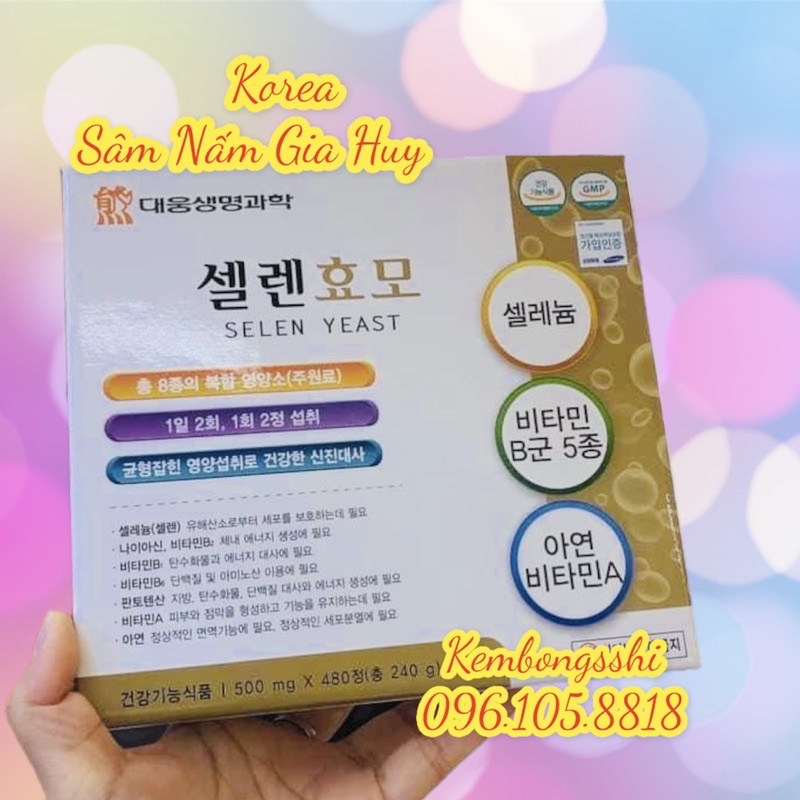 Korea
Sâm Nấm Gia Huy
대웅생명과학
건강
기능식품
GMP
가입인증
셀렌효모
SELEN YEAST
셀레늄
총 8종의 복합 영양소(주원료)
1일 2회, 1회 2정 섭취
균형잡힌 영양섭취로 건강한 신진대사
비타민
B군 5종
· 셀레늄(셀렌) 유해산소로부터 세포를 보호하는데 필요
· 나이아신, 비타민B₂ 체내 에너지 생성에 필요
· 비타민B₁ 탄수화물과 에너지 대사에 필요
· 비타민B₆ 단백질 및 아미노산 이용에 필요
· 판토텐산 지방, 탄수화물, 단백질 대사와 에너지 생성에 필요
· 비타민A 피부와 점막을 형성하고 기능을 유지하는데 필요
· 아연 정상적인 면역기능에 필요, 정상적인 세포분열에 필요
아연
비타민A
건강기능식품 | 500 mg X 480정(총 240 g)
Kembongsshi
096.105.8818